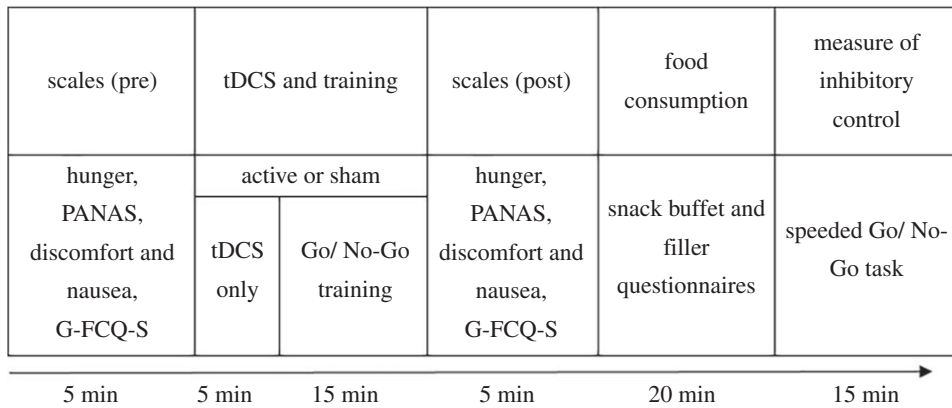 scales (pre)
tDCS and training
scales (post)
food
consumption
measure of
inhibitory
control
hunger,
PANAS,
discomfort and
nausea,
G-FCQ-S
active or sham
tDCS
only
Go/ No-Go
training
hunger,
PANAS,
discomfort and
nausea,
G-FCQ-S
snack buffet and
filler
questionnaires
speeded Go/ No-
Go task
5 min
5 min
15 min
5 min
20 min
15 min